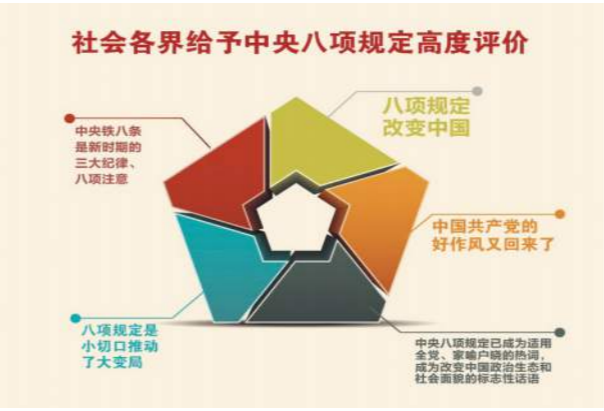 社会各界给予中央八项规定高度评价
八项规定
改变中国
中央铁八条
是新时期的
三大纪律、
八项注意
中国共产党的
好作风又回来了
八项规定是
小切口推动
了大变局
中央八项规定已成为适用
全党、家喻户晓的热词,
成为改变中国政治生态和
社会面貌的标志性话语